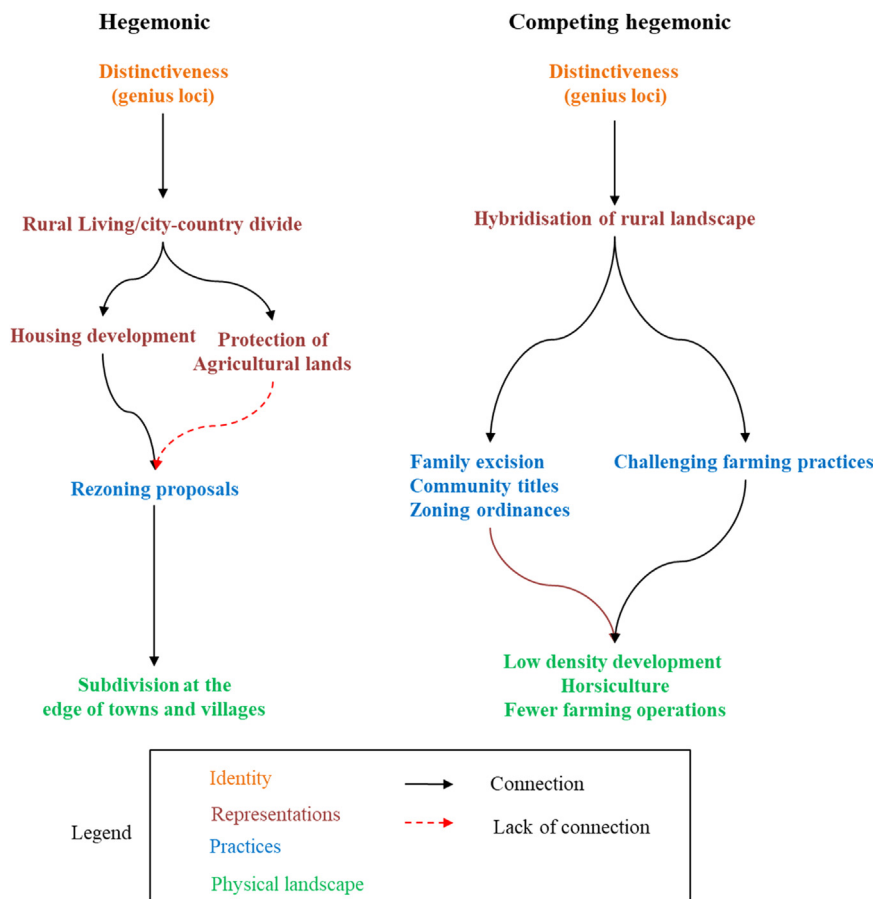 Hegemonic
Distinctiveness
(genius loci)
Rural Living/city-country divide
Housing development
Protection of
Agricultural lands
Rezoning proposals
Subdivision at the
edge of towns and villages
Competing hegemonic
Distinctiveness
(genius loci)
Hybridisation of rural landscape
Family excision
Community titles
Zoning ordinances
Challenging farming practices
Low density development
Horsiculture
Fewer farming operations
Legend
Identity
Representations
Practices
Physical landscape
Connection
Lack of connection